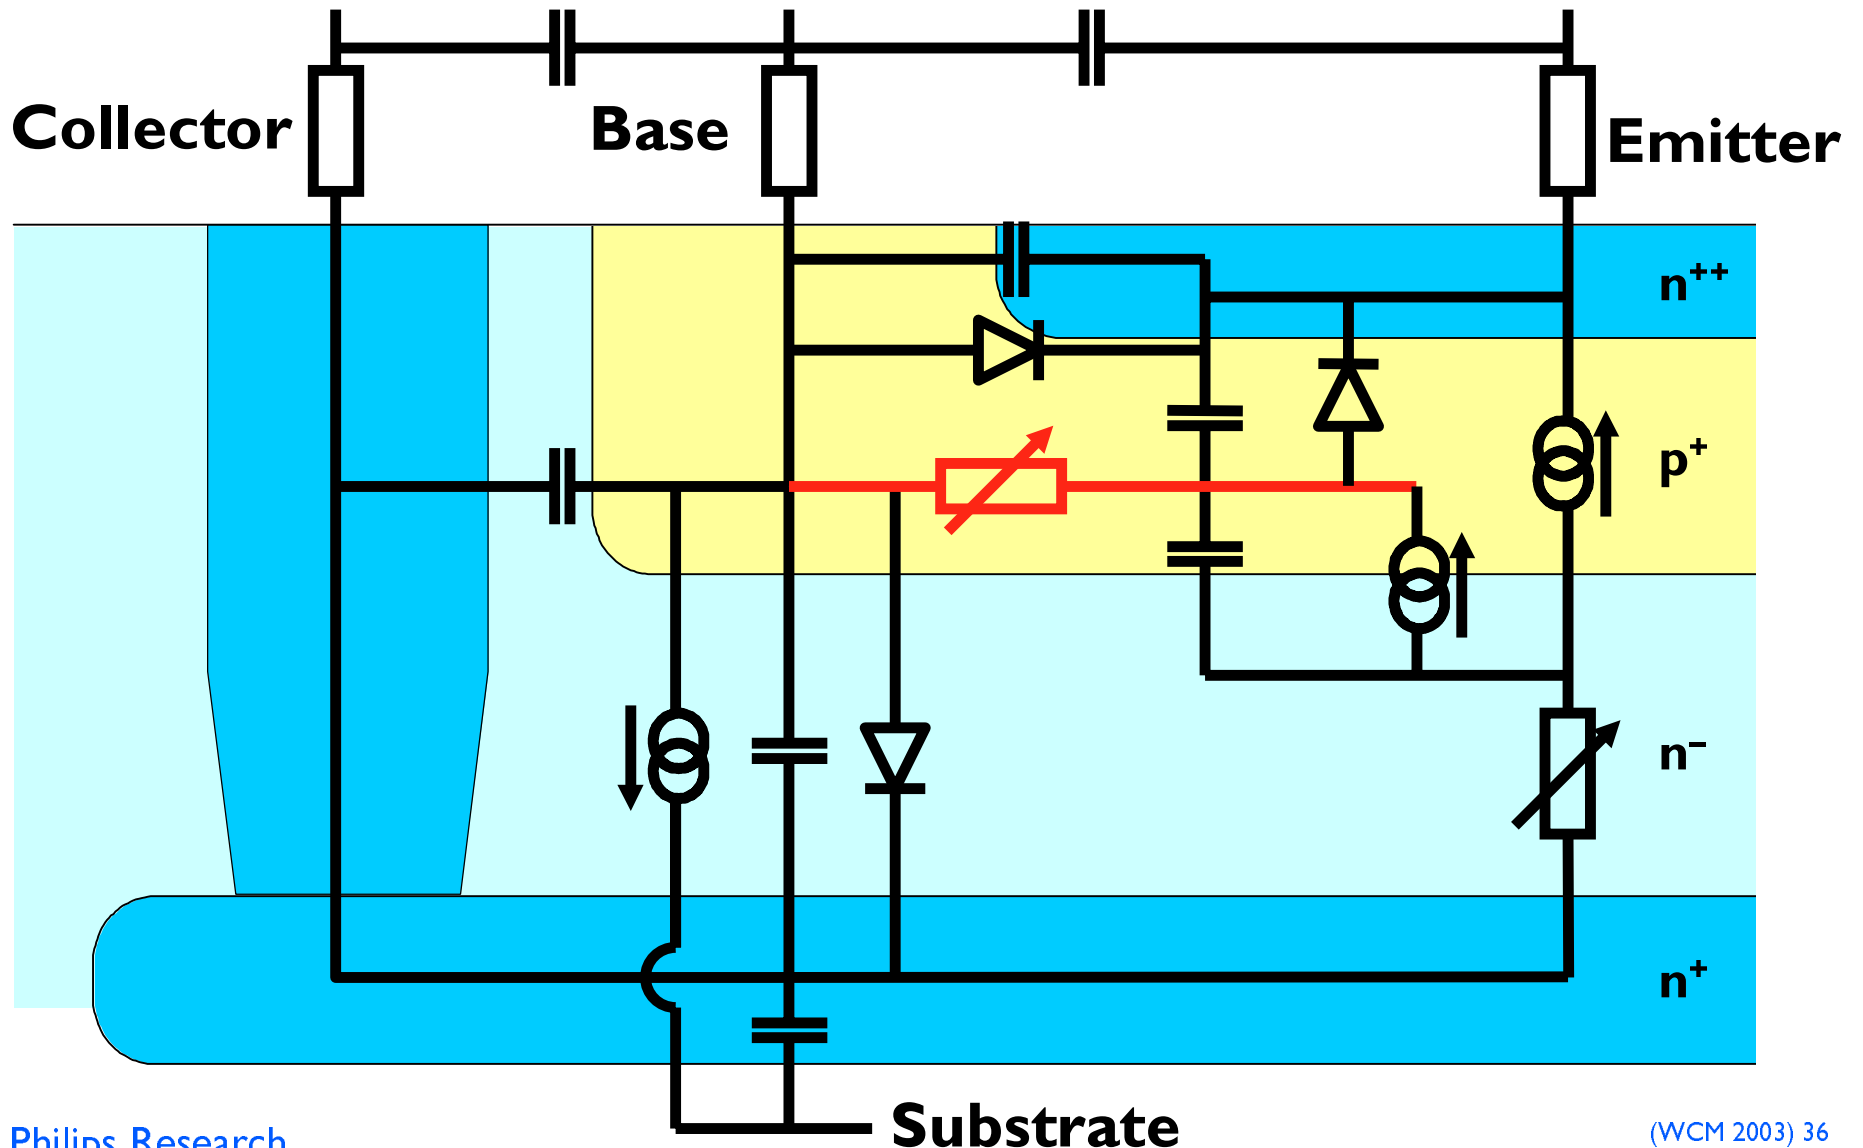 Collector
Base
Emitter
n++
p+
n–
n+
Substrate
Philips Research
(WCM 2003) 36